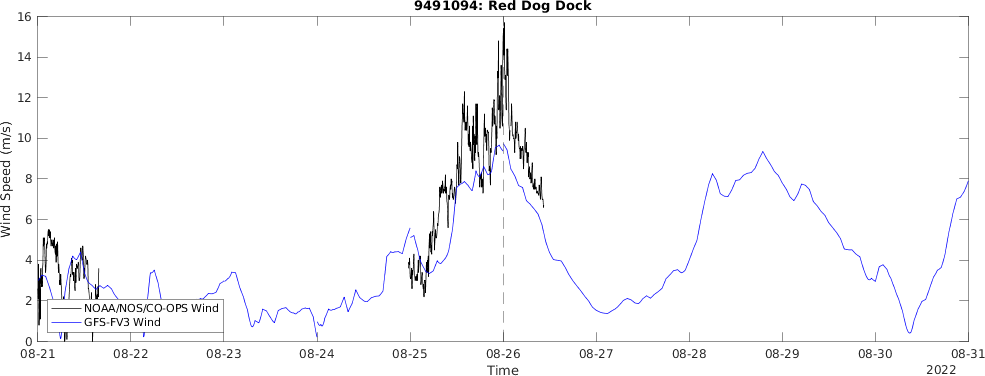 9491094: Red Dog Dock
16
14
12
10
8
6
4
2
0
Wind Speed (m/s)
NOAA/NOS/CO-OPS Wind
GFS-FV3 Wind
08-21 08-22 08-23 08-24 08-25 08-26 08-27 08-28 08-29 08-30 08-31
Time
2022